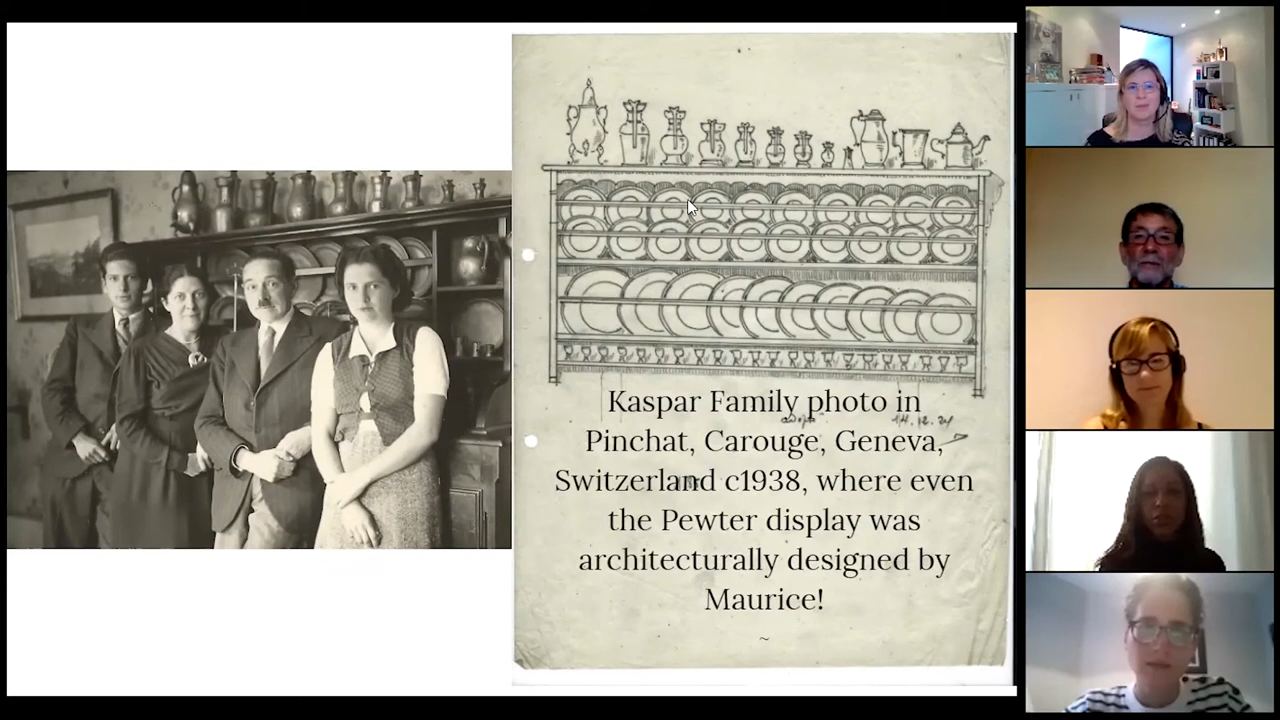 Kaspar Family photo in
Pinchat, Carouge, Geneva,
Switzerland c1938, where even
the Pewter display was
architecturally designed by
Maurice!
~